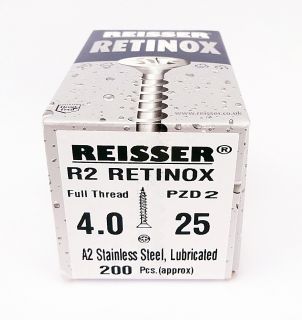 REISSER
RETINOX
www.reisser.co.uk
REISSER®
R2 RETINOX
Full Thread PZD 2
4.0 25
A2 Stainless Steel, Lubricated
200 Pcs. (approx)